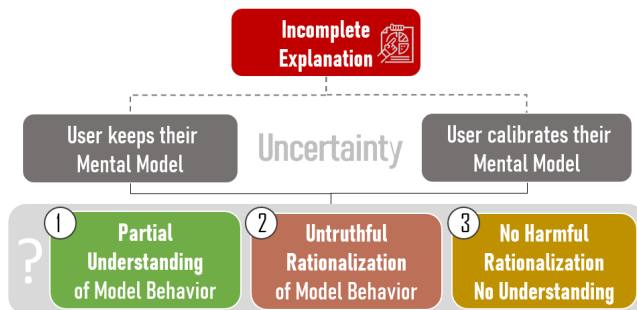 Incomplete
Explanation
User keeps their
Mental Model
Uncertainty
User calibrates their
Mental Model
?
1
Partial
Understanding
of Model Behavior
2
Untruthful
Rationalization
of Model Behavior
3
No Harmful
Rationalization
No Understanding